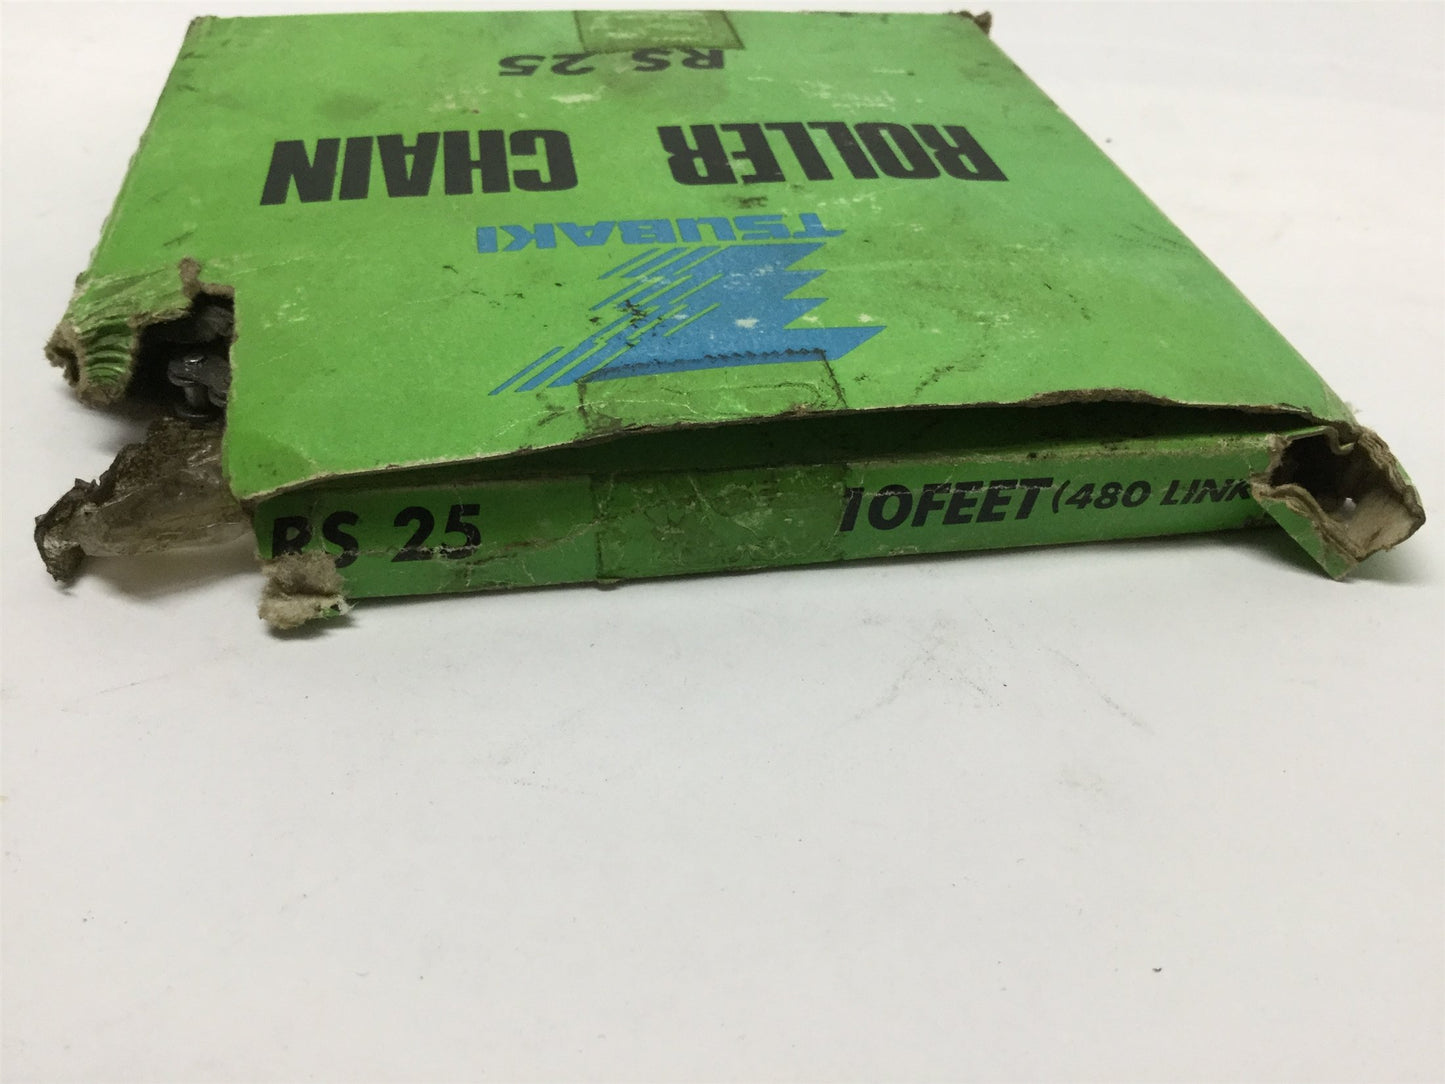 RS 25
ROLLER CHAIN
TSUBAKI
RS 25 10FEET (480 LINK